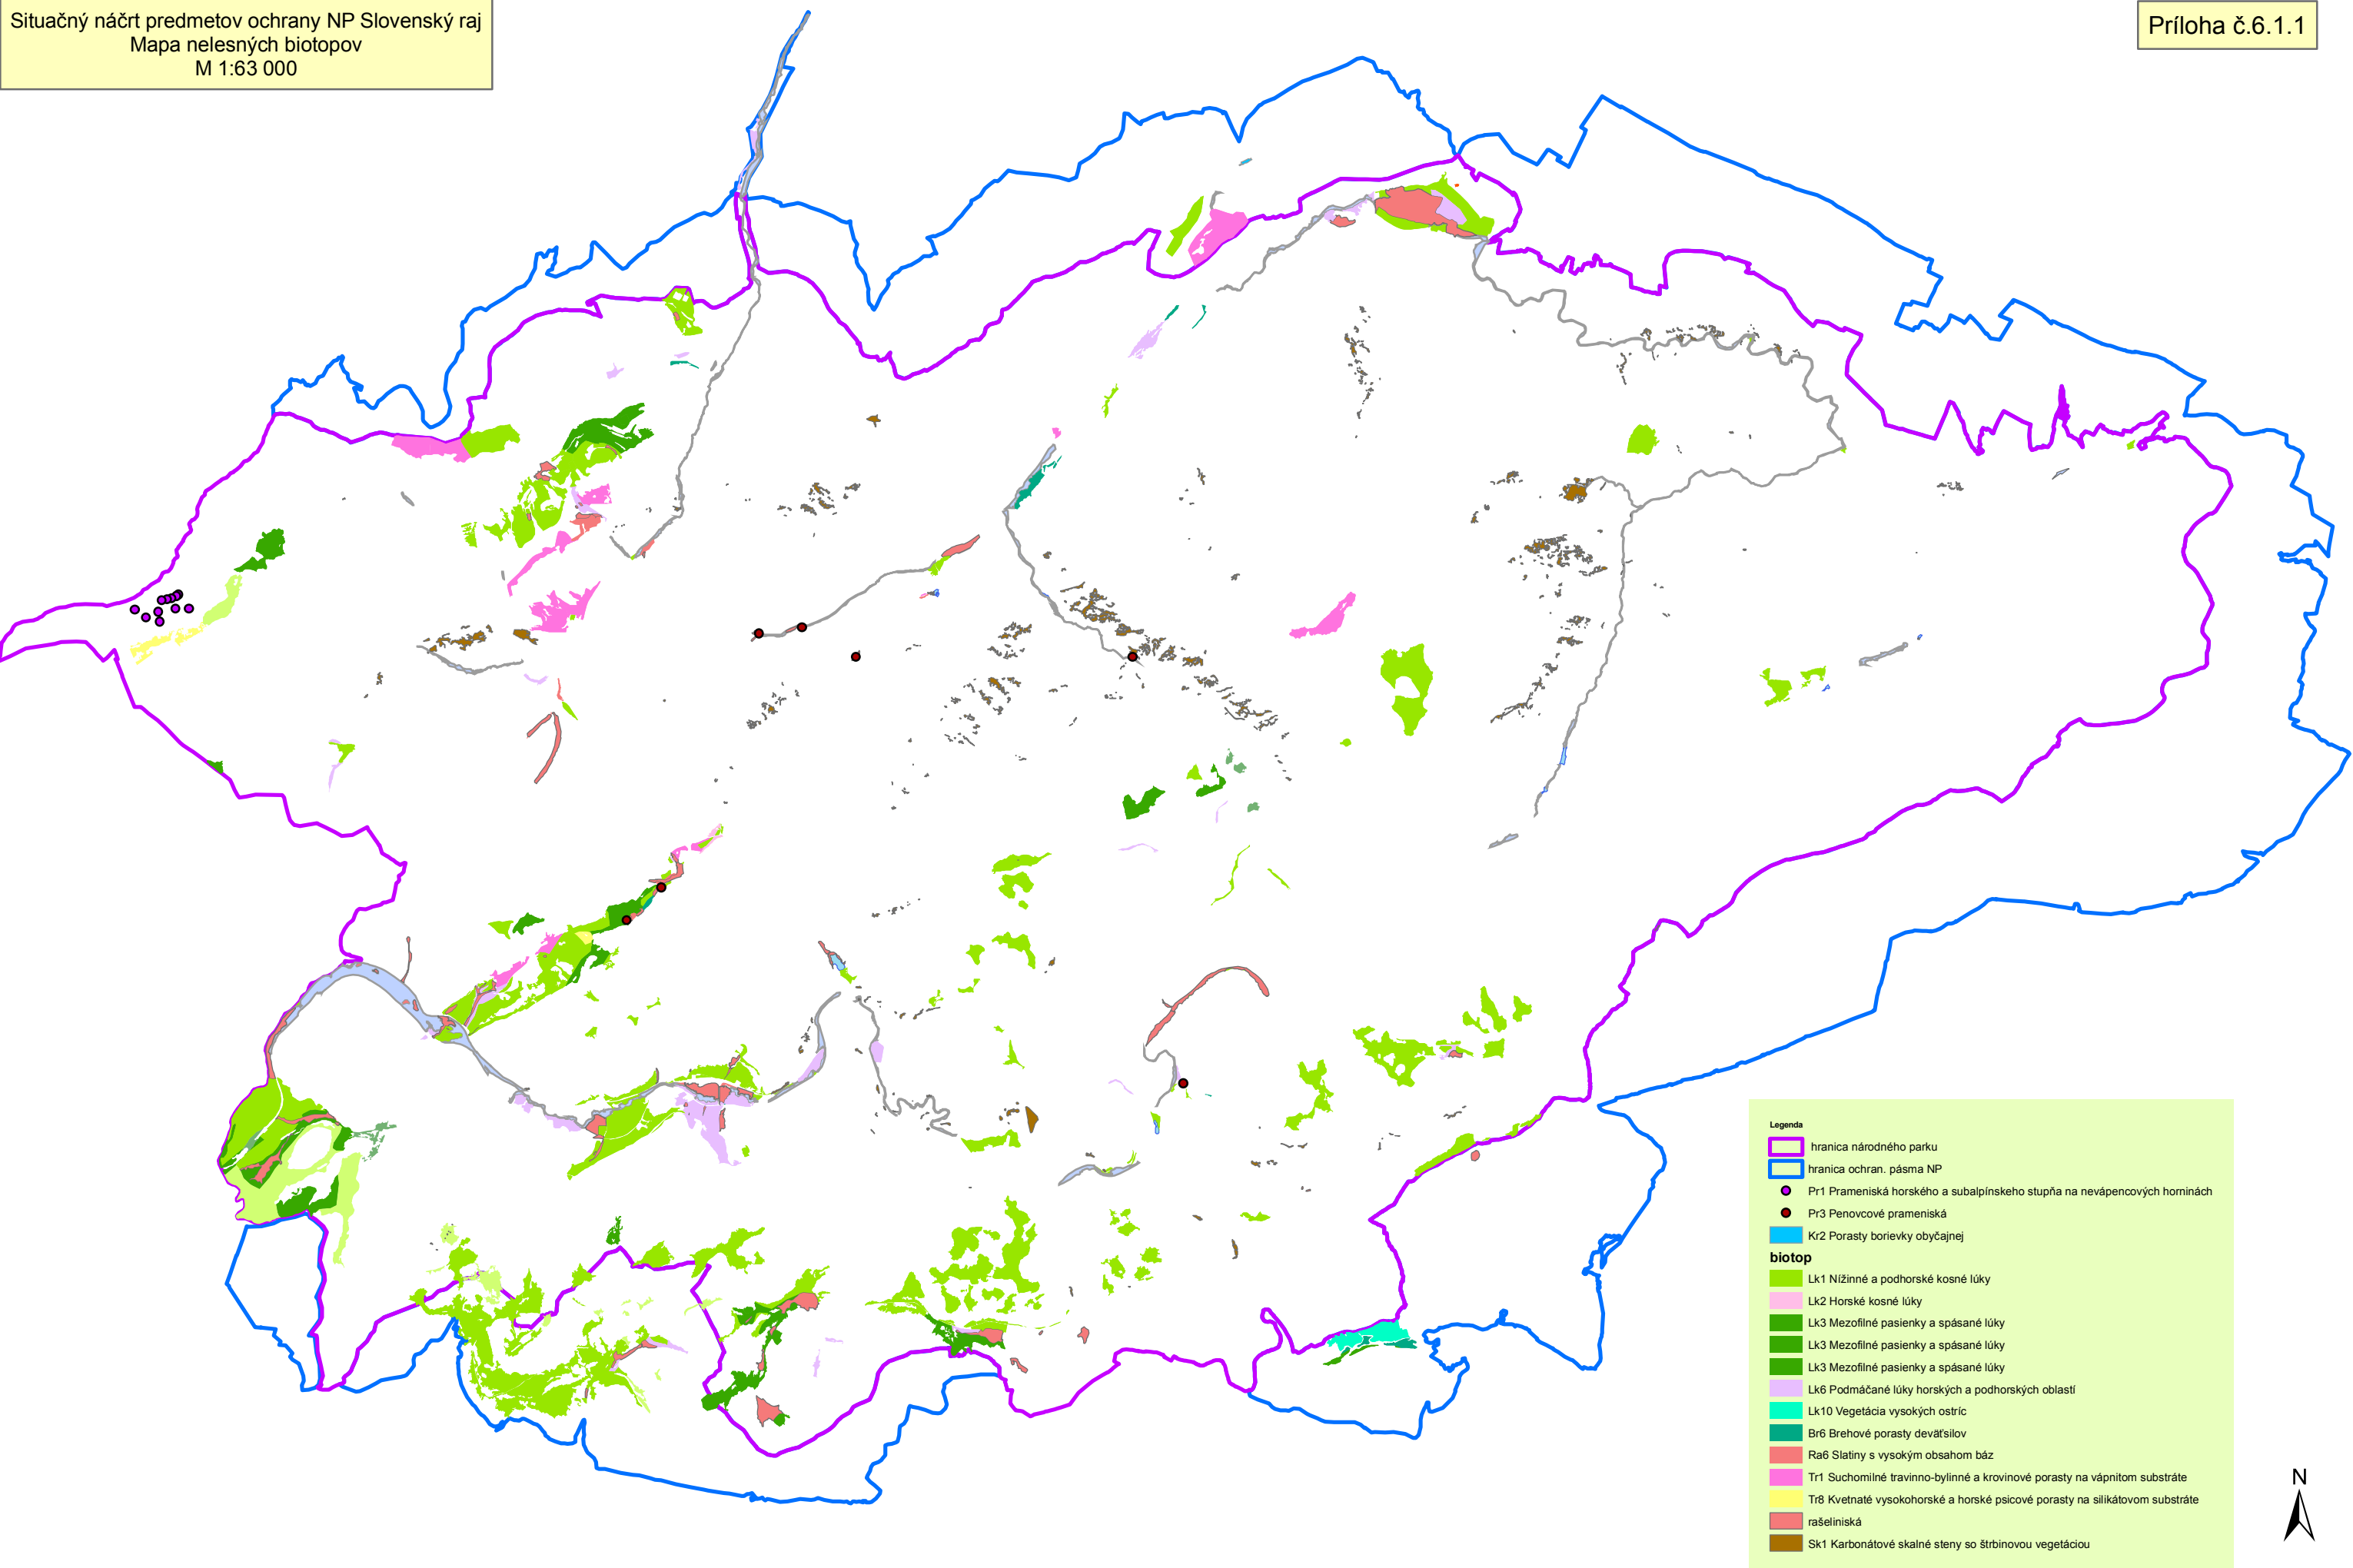 Situačný náčrt predmetov ochrany NP Slovenský raj
Mapa nelesných biotopov
M 1:63 000
Príloha č.6.1.1
Legenda
hranica národného parku
hranica ochran. pásma NP
Pr1 Prameniská horského a subalpínskeho stupňa na nevápencových horninách
Pr3 Penovcové prameniská
Kr2 Porasty borievky obyčajnej
biotop
Lk1 Nížinné a podhorské kosné lúky
Lk2 Horské kosné lúky
Lk3 Mezofilné pasienky a spásané lúky
Lk3 Mezofilné pasienky a spásané lúky
Lk3 Mezofilné pasienky a spásané lúky
Lk6 Podmáčané lúky horských a podhorských oblastí
Lk10 Vegetácia vysokých ostríc
Br6 Brehové porasty deväťsilov
Ra6 Slatiny s vysokým obsahom báz
Tr1 Suchomilné travinno-bylinné a krovinové porasty na vápnitom substráte
Tr8 Kvetnaté vysokohorské a horské psicové porasty na silikátovom substráte
rašeliniská
Sk1 Karbonátové skalné steny so štrbinovou vegetáciou
N